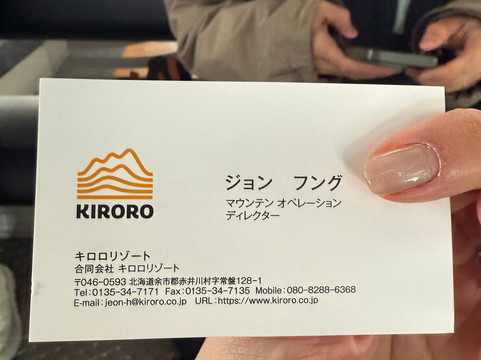 KIRORO
ジョン　フング
マウンテン オペレーション
ディレクター
キロロリゾート
合同会社 キロロリゾート
〒046-0593 北海道余市郡赤井川村字常盤128-1
Tel:0135-34-7171 Fax:0135-34-7135 Mobile:080-8288-6368
E-mail:jeon-h@kiroro.co.jp URL:https://www.kiroro.co.jp